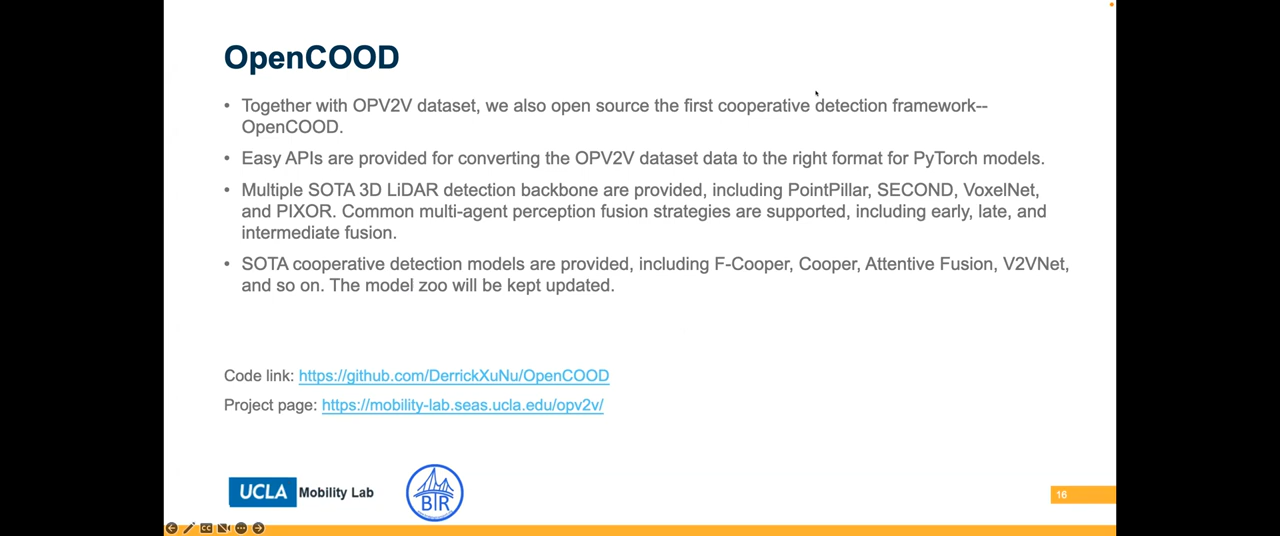 OpenCOOD
• Together with OPV2V dataset, we also open source the first cooperative detection framework--
OpenCOOD.
• Easy APIs are provided for converting the OPV2V dataset data to the right format for PyTorch models.
• Multiple SOTA 3D LiDAR detection backbone are provided, including PointPillar, SECOND, VoxelNet,
and PIXOR. Common multi-agent perception fusion strategies are supported, including early, late, and
intermediate fusion.
• SOTA cooperative detection models are provided, including F-Cooper, Cooper, Attentive Fusion, V2VNet,
and so on. The model zoo will be kept updated.
Code link: https://github.com/DerrickXuNu/OpenCOOD
Project page: https://mobility-lab.seas.ucla.edu/opv2v/
UCLA Mobility Lab
BTR
16
CC